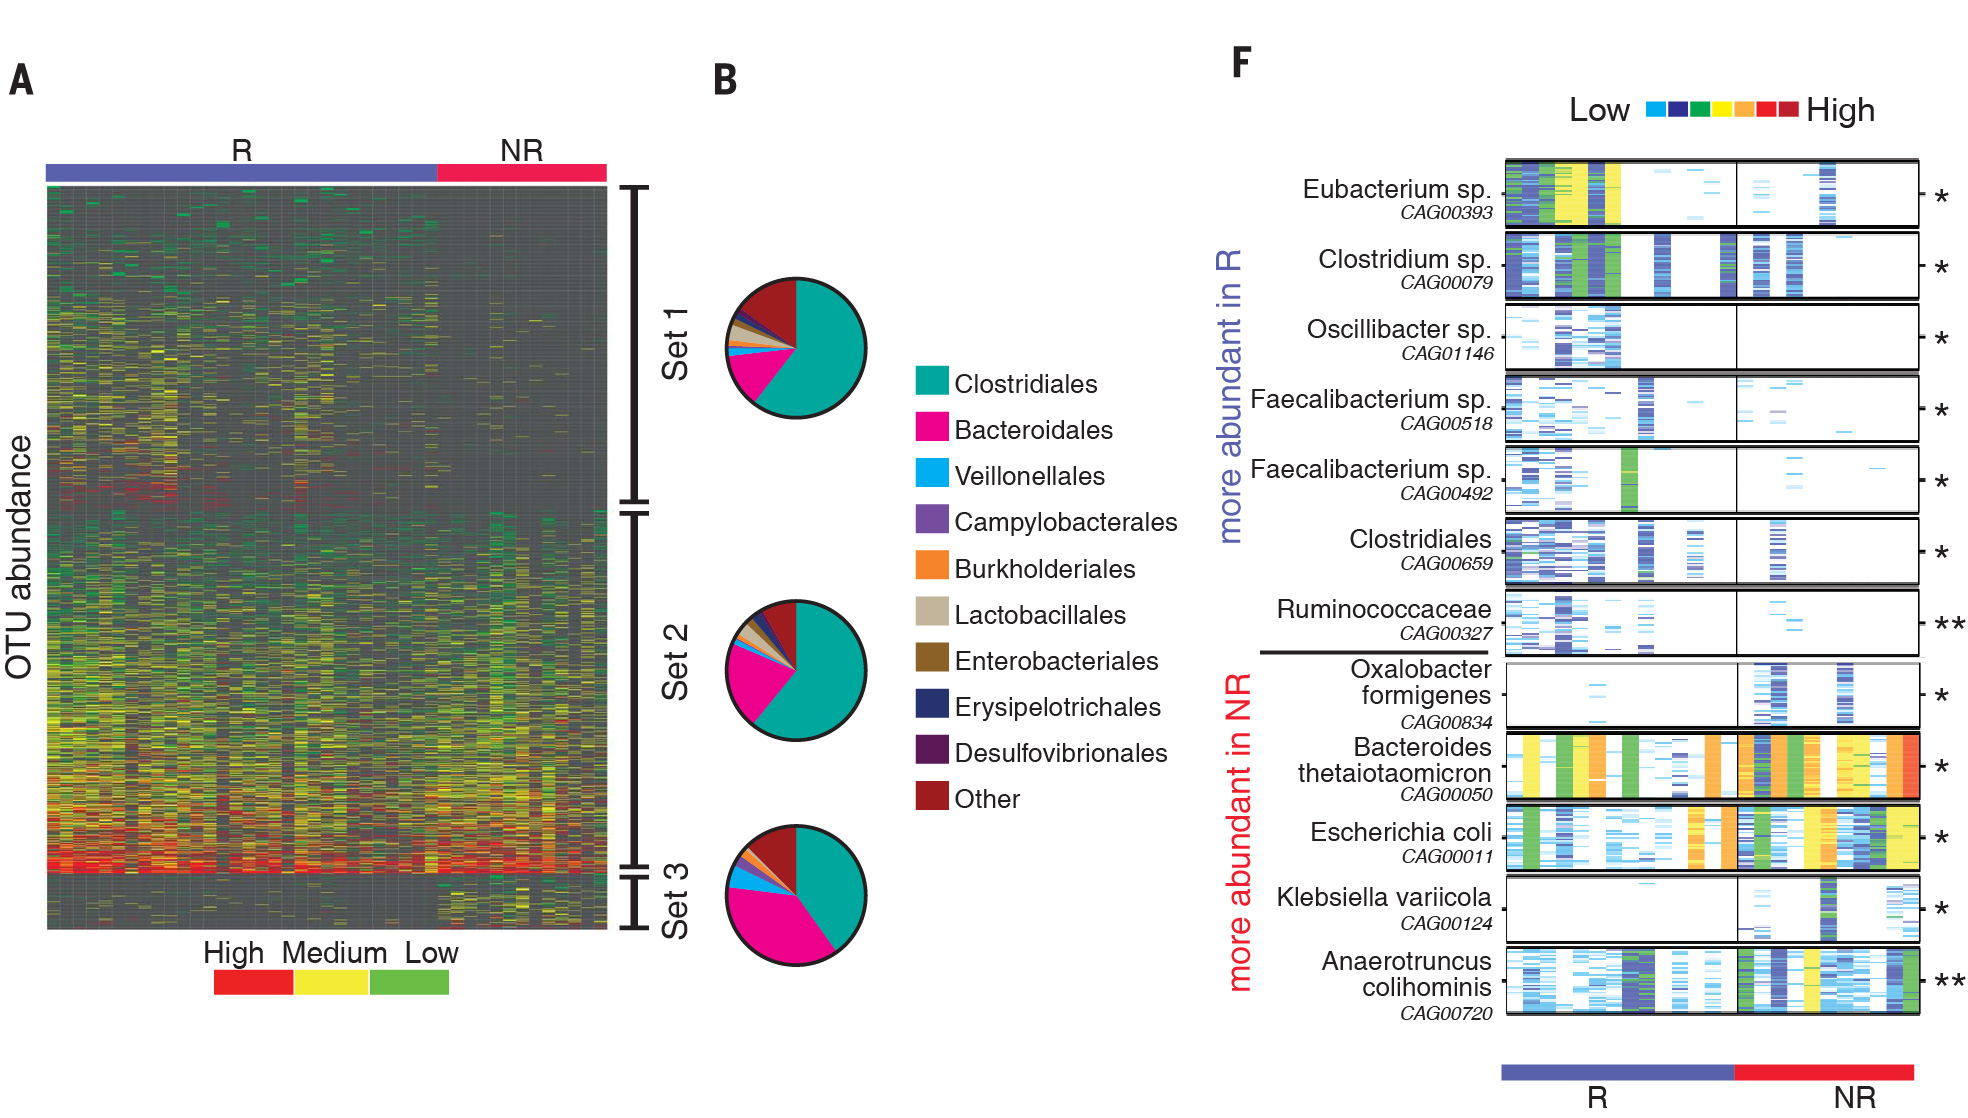 A
R
NR
OTU abundance
Set 1
Set 2
Set 3
High Medium Low
B
Clostridiales
Bacteroidales
Veillonellales
Campylobacterales
Burkholderiales
Lactobacillales
Enterobacteriales
Erysipelotrichales
Desulfovibrionales
Other
F
Low High
more abundant in R
Eubacterium sp.
CAG00393
*
Clostridium sp.
CAG00079
*
Oscillibacter sp.
CAG01146
*
Faecalibacterium sp.
CAG00518
*
Faecalibacterium sp.
CAG00492
*
Clostridiales
CAG00659
*
Ruminococcaceae
CAG00327
**
more abundant in NR
Oxalobacter
formigenes
CAG00834
*
Bacteroides
thetaiotaomicron
CAG00050
*
Escherichia coli
CAG00011
*
Klebsiella variicola
CAG00124
*
Anaerotruncus
colihominis
CAG00720
**
R
NR